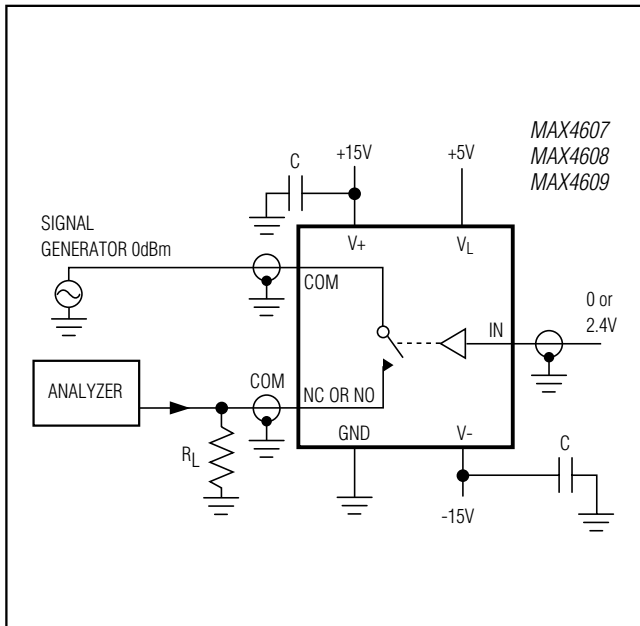 MAX4607
MAX4608
MAX4609
+15V
+5V
C
SIGNAL
GENERATOR 0dBm
V+
VL
COM
0 or
2.4V
IN
ANALYZER
COM
NC OR NO
GND
V-
C
RL
-15V